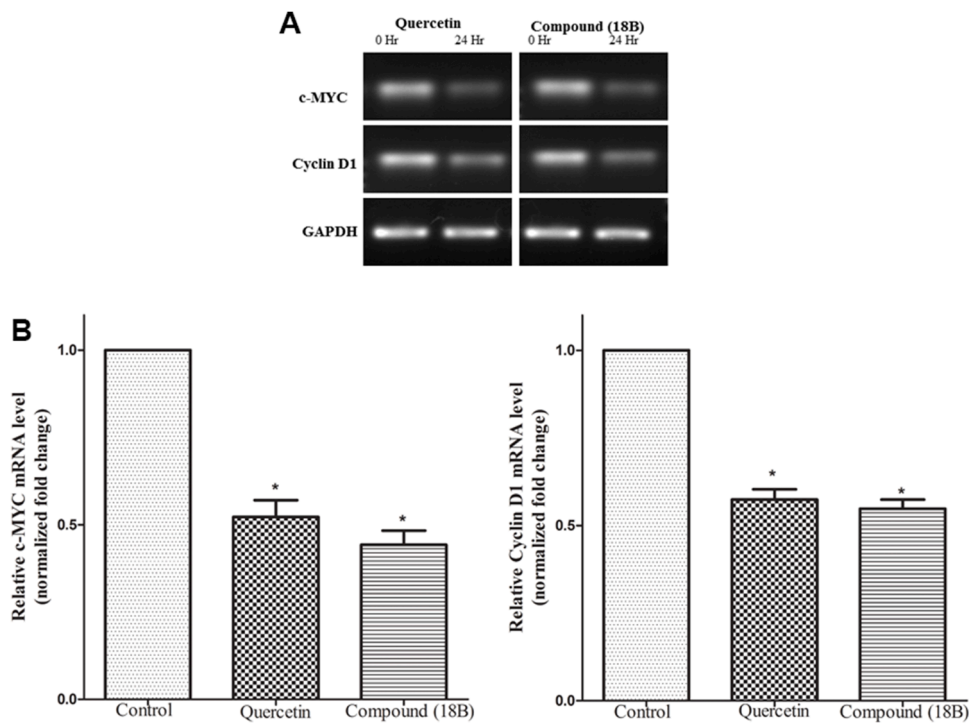 A
Quercetin
Compound (18B)
0 Hr
24 Hr
0 Hr
24 Hr
c-MYC
Cyclin D1
GAPDH
B
Relative c-MYC mRNA level
(normalized fold change)
1.0
0.5
0.0
*
*
Control
Quercetin
Compound (18B)
Relative Cyclin D1 mRNA level
(normalized fold change)
1.0
0.5
0.0
*
*
Control
Quercetin
Compound (18B)